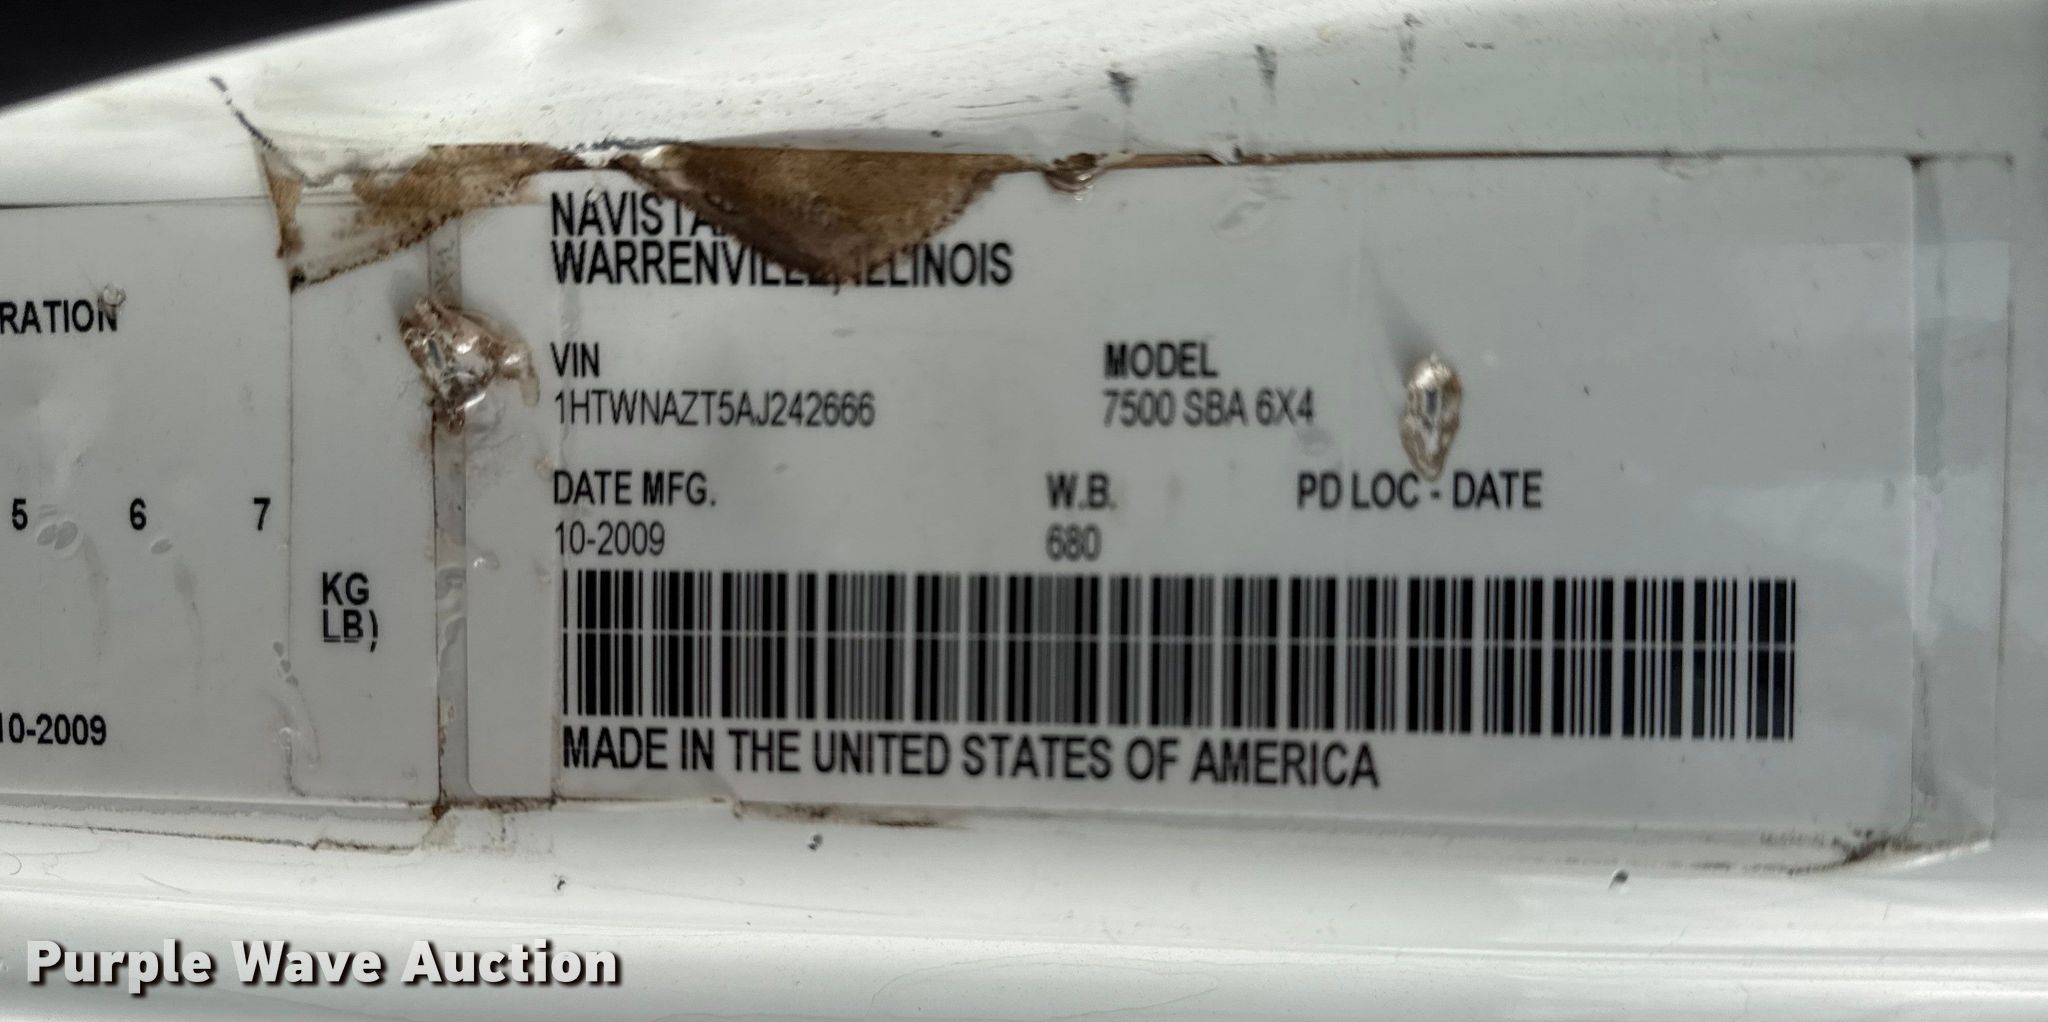 RATION
5 6 7
KG
LB)
10-2009
WARRENVILLE, ILLINOIS
VIN
1HTWNAZT5AJ242666
MODEL
7500 SBA 6X4
DATE MFG.
10-2009
W.B.
680
PD LOC - DATE
MADE IN THE UNITED STATES OF AMERICA
Purple Wave Auction